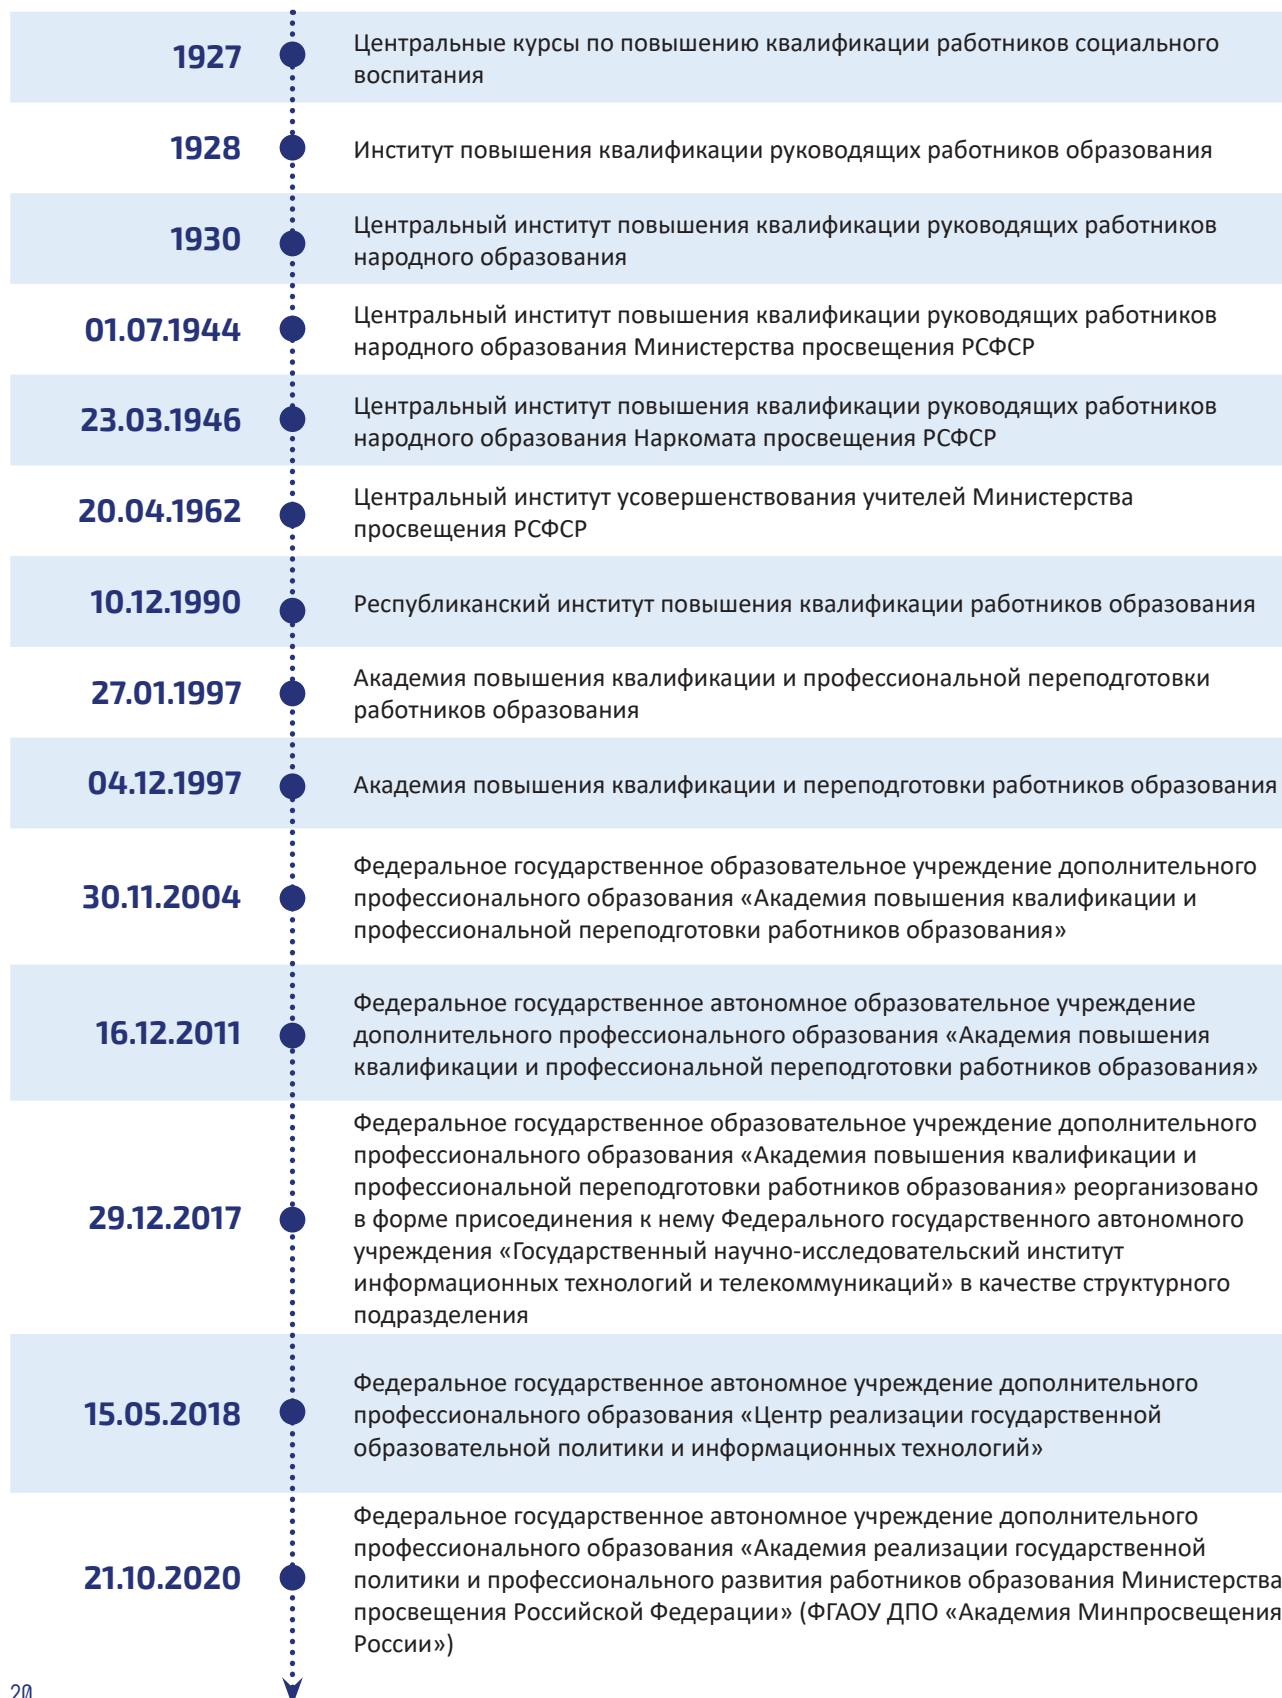 1927
Центральные курсы по повышению квалификации работников социального
воспитания
1928
Институт повышения квалификации руководящих работников образования
1930
Центральный институт повышения квалификации руководящих работников
народного образования
01.07.1944
Центральный институт повышения квалификации руководящих работников
народного образования Министерства просвещения РСФСР
23.03.1946
Центральный институт повышения квалификации руководящих работников
народного образования Наркомата просвещения РСФСР
20.04.1962
Центральный институт усовершенствования учителей Министерства
просвещения РСФСР
10.12.1990
Республиканский институт повышения квалификации работников образования
27.01.1997
Академия повышения квалификации и профессиональной переподготовки
работников образования
04.12.1997
Академия повышения квалификации и переподготовки работников образования
30.11.2004
Федеральное государственное образовательное учреждение дополнительного
профессионального образования «Академия повышения квалификации и
профессиональной переподготовки работников образования»
16.12.2011
Федеральное государственное автономное образовательное учреждение
дополнительного профессионального образования «Академия повышения
квалификации и профессиональной переподготовки работников образования»
29.12.2017
Федеральное государственное образовательное учреждение дополнительного
профессионального образования «Академия повышения квалификации и
профессиональной переподготовки работников образования» реорганизовано
в форме присоединения к нему Федерального государственного автономного
учреждения «Государственный научно-исследовательский институт
информационных технологий и телекоммуникаций» в качестве структурного
подразделения
15.05.2018
Федеральное государственное автономное учреждение дополнительного
профессионального образования «Центр реализации государственной
образовательной политики и информационных технологий»
21.10.2020
Федеральное государственное автономное учреждение дополнительного
профессионального образования «Академия реализации государственной
политики и профессионального развития работников образования Министерства
просвещения Российской Федерации» (ФГАОУ ДПО «Академия Минпросвещения
России»)
20